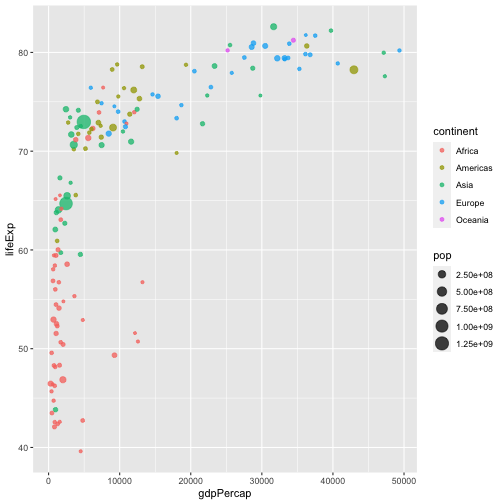 80
70
60
50
40
lifeExp
0
10000
20000
30000
40000
50000
gdpPercap
continent
Africa
Americas
Asia
Europe
Oceania
pop
2.50e+08
5.00e+08
7.50e+08
1.00e+09
1.25e+09